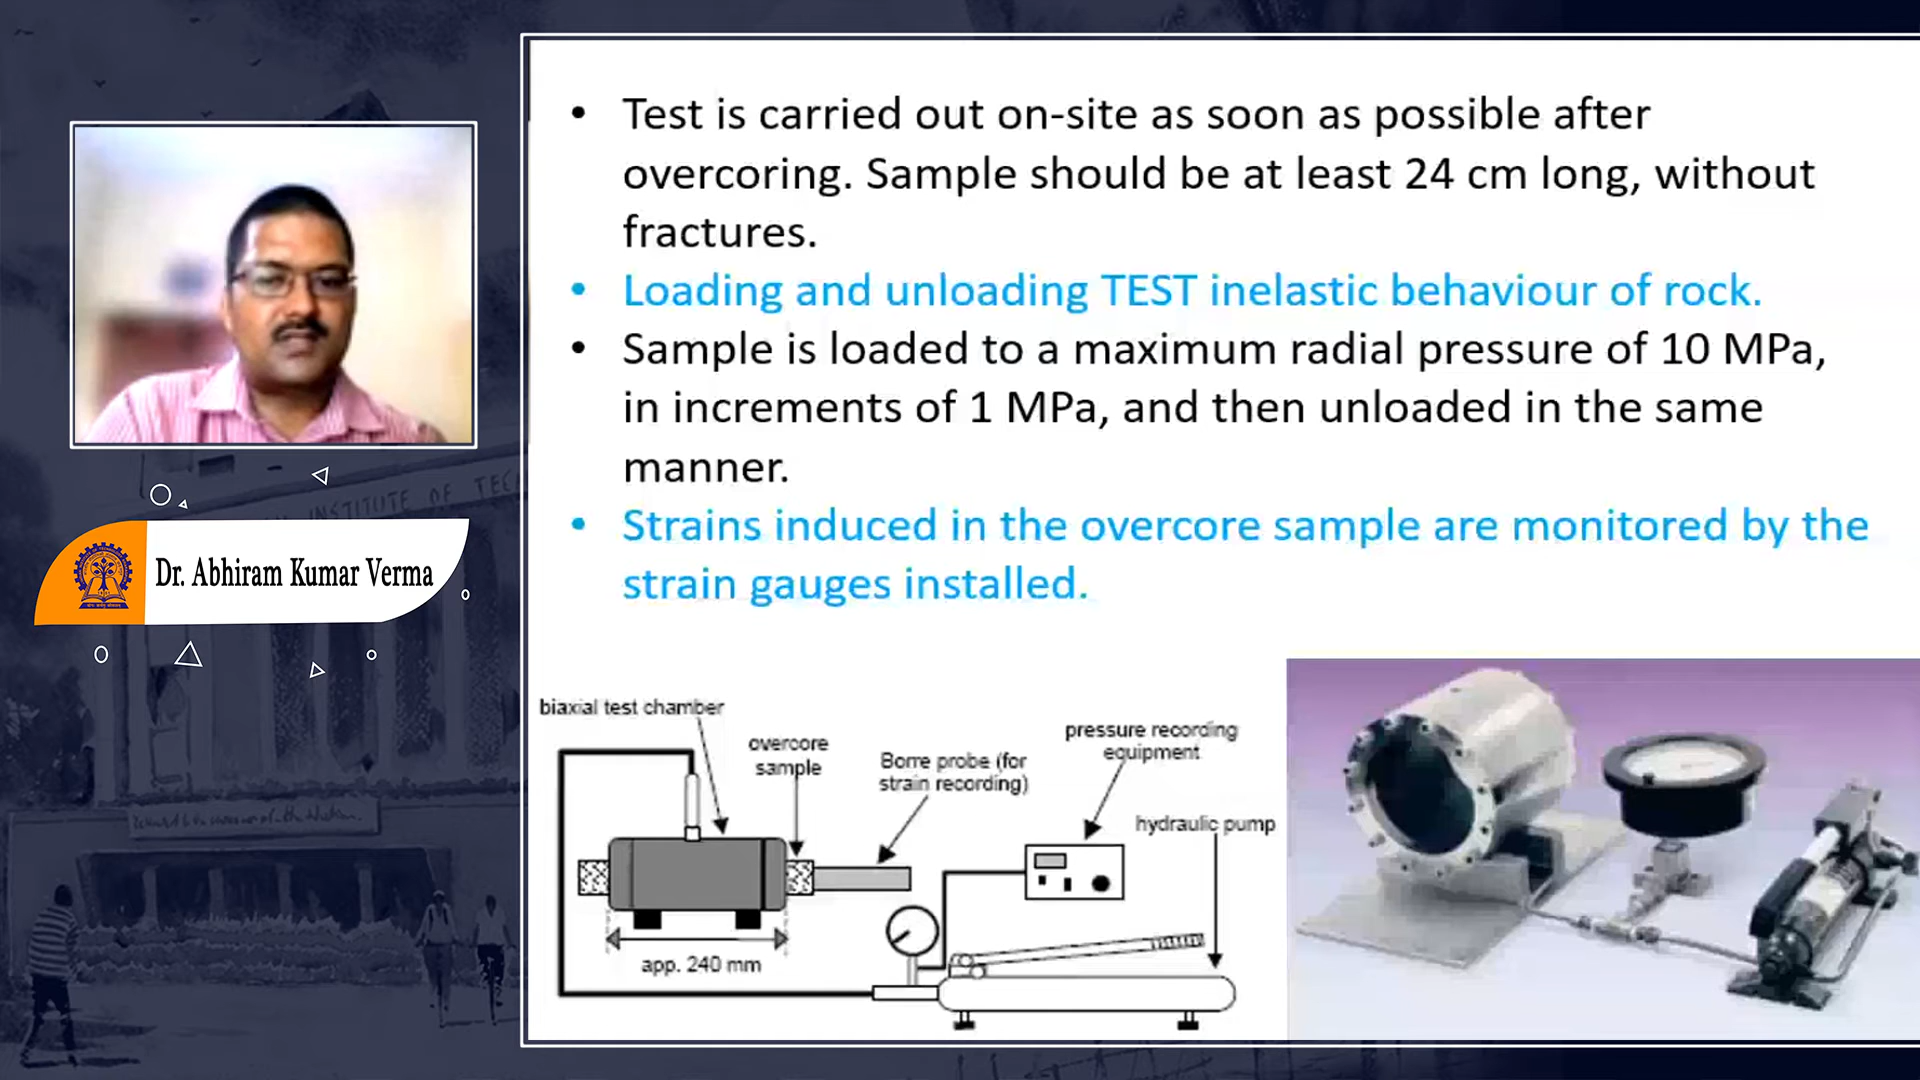 • Test is carried out on-site as soon as possible after
overcoring. Sample should be at least 24 cm long, without
fractures.
• Loading and unloading TEST inelastic behaviour of rock.
• Sample is loaded to a maximum radial pressure of 10 MPa,
in increments of 1 MPa, and then unloaded in the same
manner.
• Strains induced in the overcore sample are monitored by the
strain gauges installed.
INSTITUTE OF TEC
Dr. Abhiram Kumar Verma
biaxial test chamber
overcore
sample
Borre probe (for
strain recording)
pressure recording
equipment
hydraulic pump
app. 240 mm